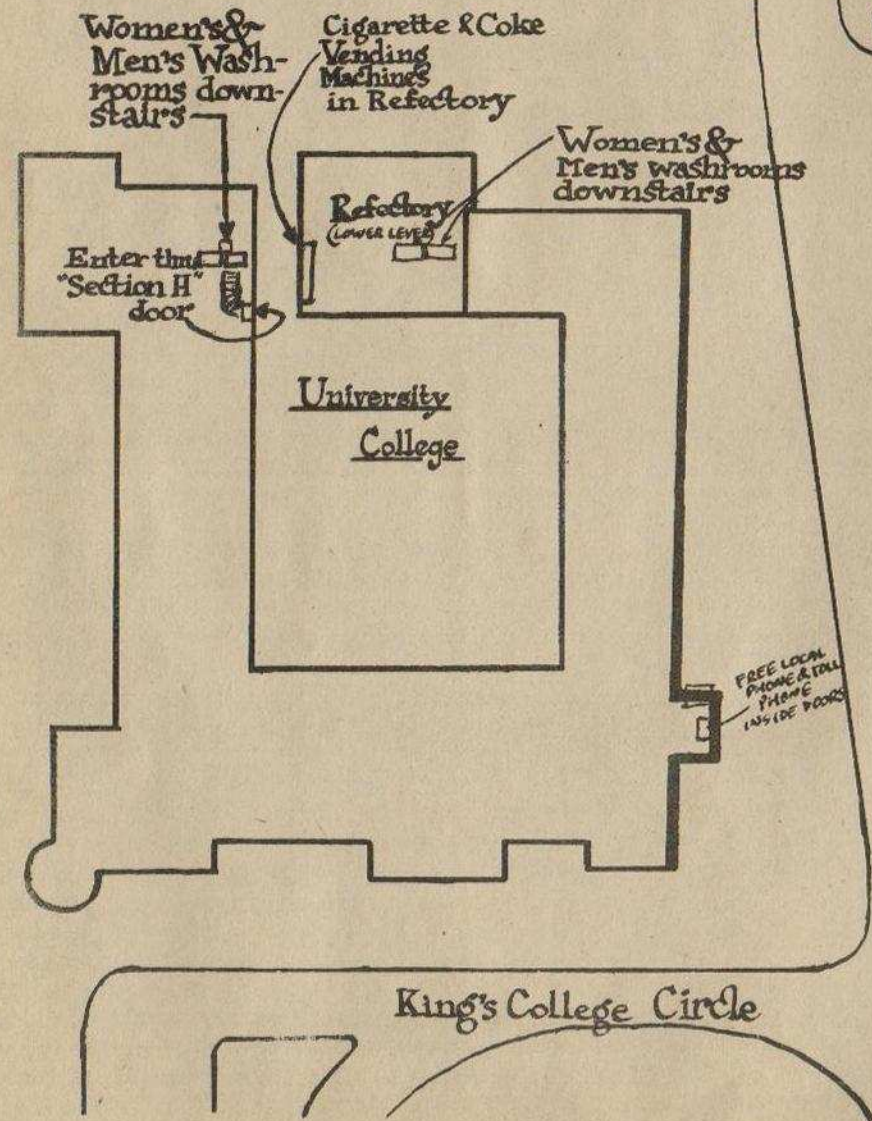 Women's &
Men's Wash-
rooms down-
stairs
Cigarette & Coke
Vending
Machines
in Refectory
Women's &
Men's washrooms
downstairs
Refectory
(LOWER LEVEL)
Enter thru
"Section H"
door
University
College
FREE LOCAL
PHONE & TOLL
PHONE
INSIDE DOORS
King's College Circle